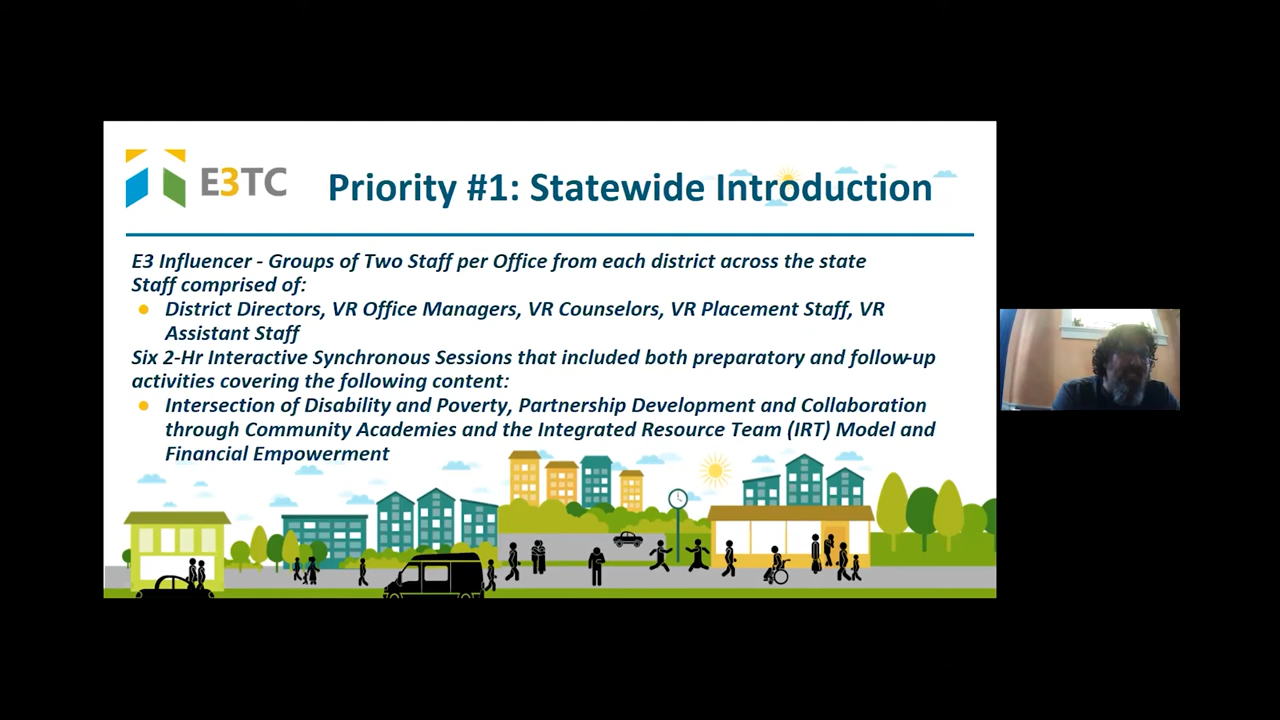 E3TC
Priority #1: Statewide Introduction
E3 Influencer - Groups of Two Staff per Office from each district across the state
Staff comprised of:
● District Directors, VR Office Managers, VR Counselors, VR Placement Staff, VR
Assistant Staff
Six 2-Hr Interactive Synchronous Sessions that included both preparatory and follow-up
activities covering the following content:
● Intersection of Disability and Poverty, Partnership Development and Collaboration
through Community Academies and the Integrated Resource Team (IRT) Model and
Financial Empowerment